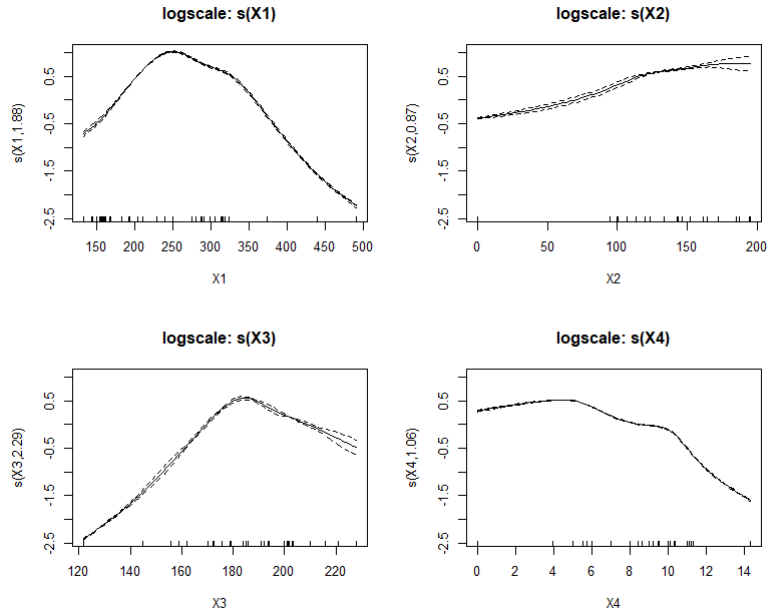 logscale: s(X1)
s(X1,1.88)
0.5
-0.5
-1.5
-2.5
150 200 250 300 350 400 450 500
X1
logscale: s(X2)
s(X2,0.87)
0.5
-0.5
-1.5
-2.5
0 50 100 150 200
X2
logscale: s(X3)
s(X3,2.29)
0.5
-0.5
-1.5
-2.5
120 140 160 180 200 220
X3
logscale: s(X4)
s(X4,1.06)
0.5
-0.5
-1.5
-2.5
0 2 4 6 8 10 12 14
X4